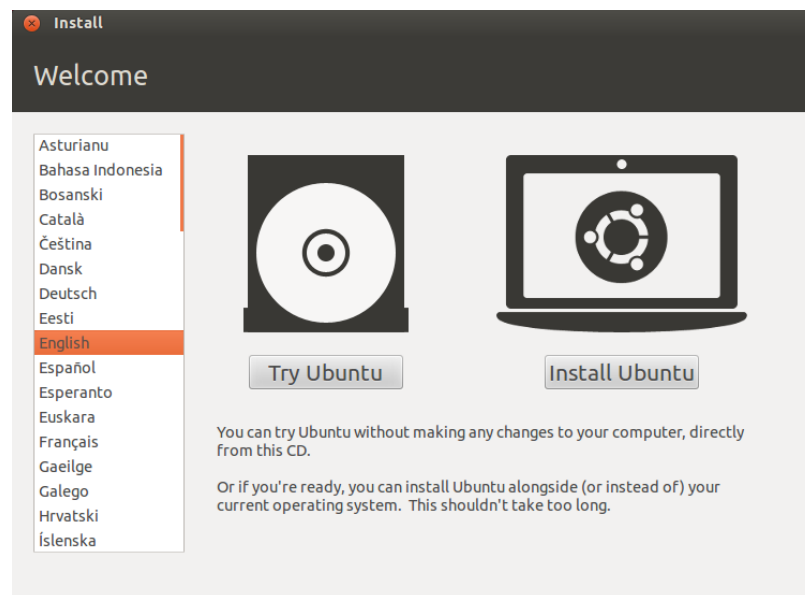 Install
Welcome
Asturianu
Bahasa Indonesia
Bosanski
Català
Čeština
Dansk
Deutsch
Eesti
English
Español
Esperanto
Euskara
Français
Gaeilge
Galego
Hrvatski
Íslenska
Try Ubuntu
Install Ubuntu
You can try Ubuntu without making any changes to your computer, directly
from this CD.
Or if you're ready, you can install Ubuntu alongside (or instead of) your
current operating system.  This shouldn't take too long.